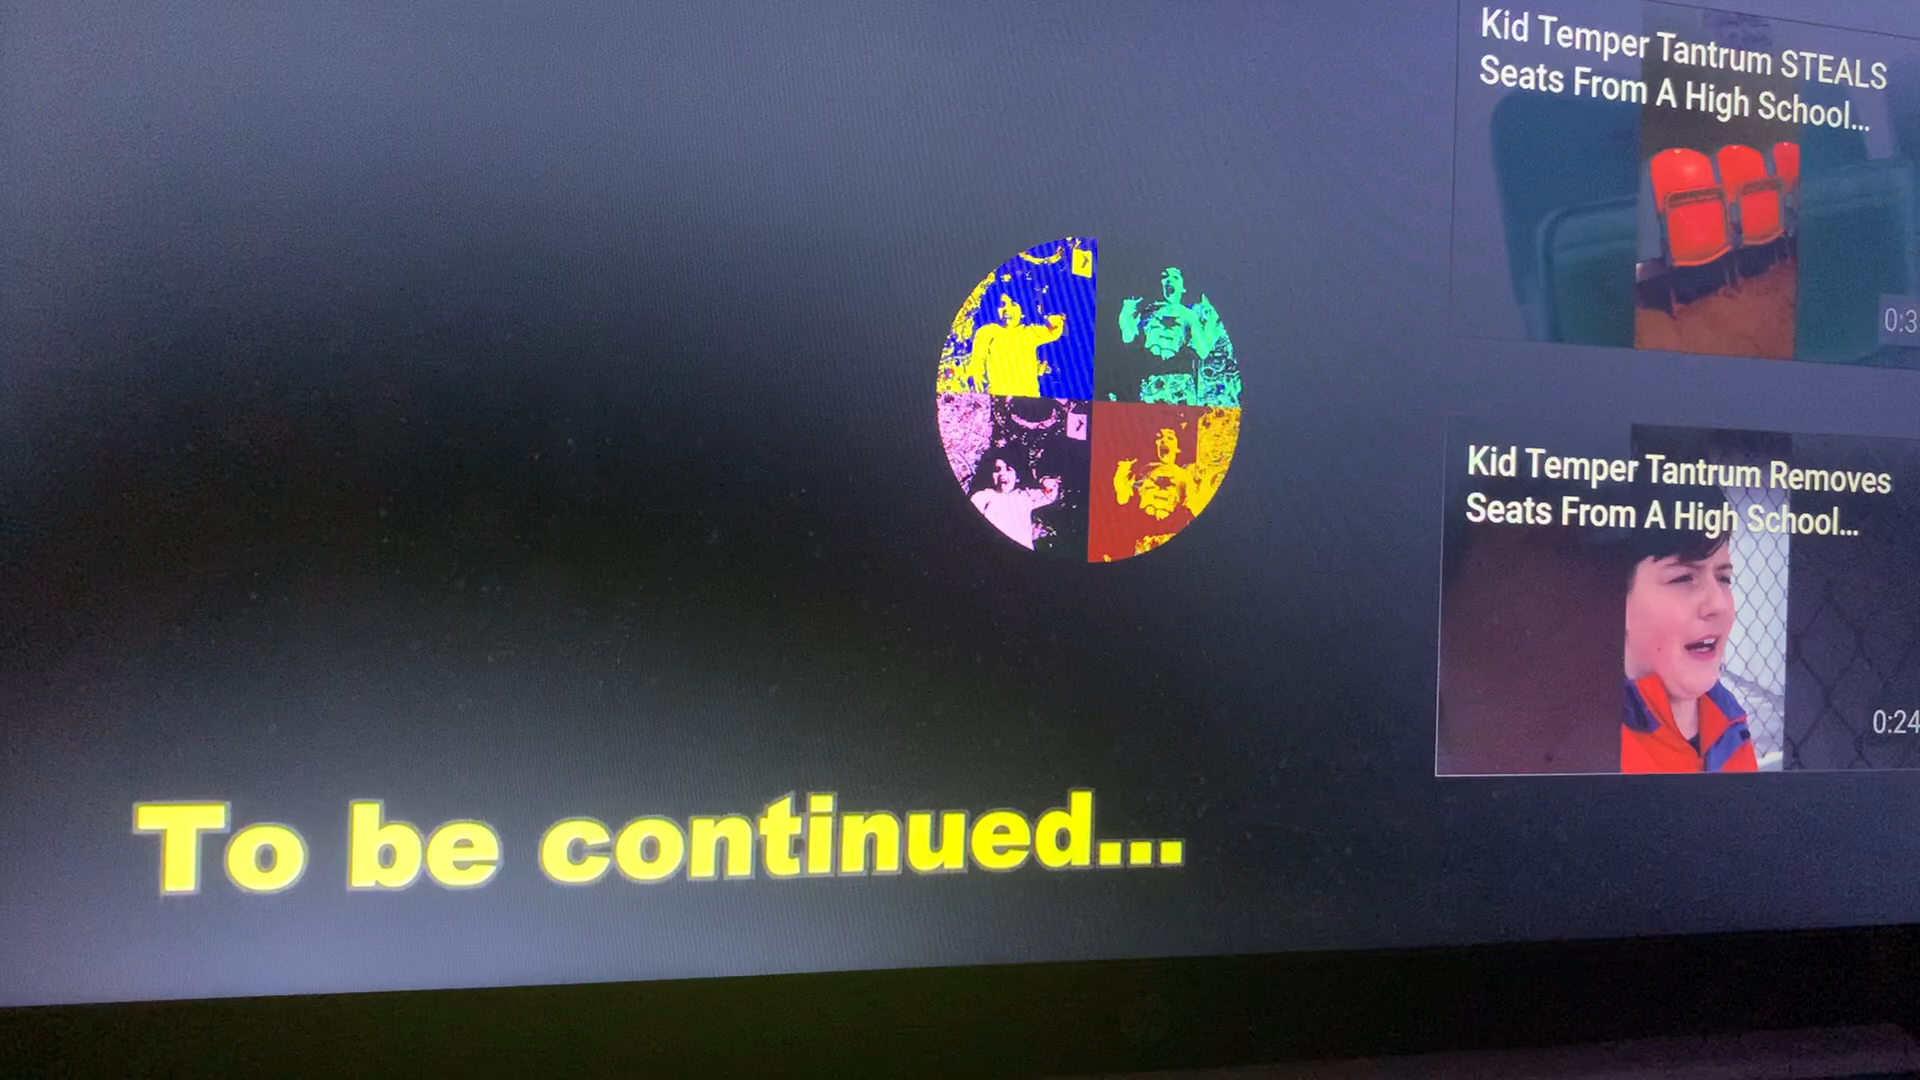 Kid Temper Tantrum STEALS
Seats From A High School...
0:3
Kid Temper Tantrum Removes
Seats From A High School...
0:24
To be continued...